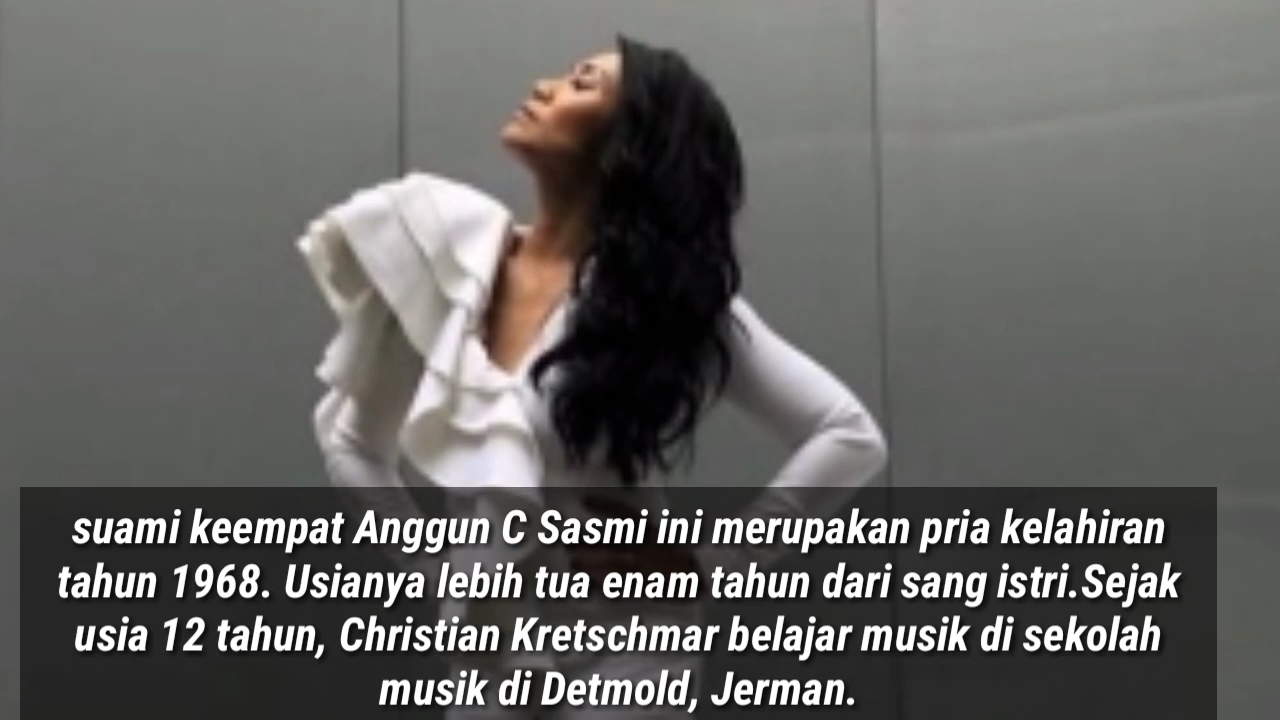 suami keempat Anggun C Sasmi ini merupakan pria kelahiran
tahun 1968. Usianya lebih tua enam tahun dari sang istri.Sejak
usia 12 tahun, Christian Kretschmar belajar musik di sekolah
musik di Detmold, Jerman.